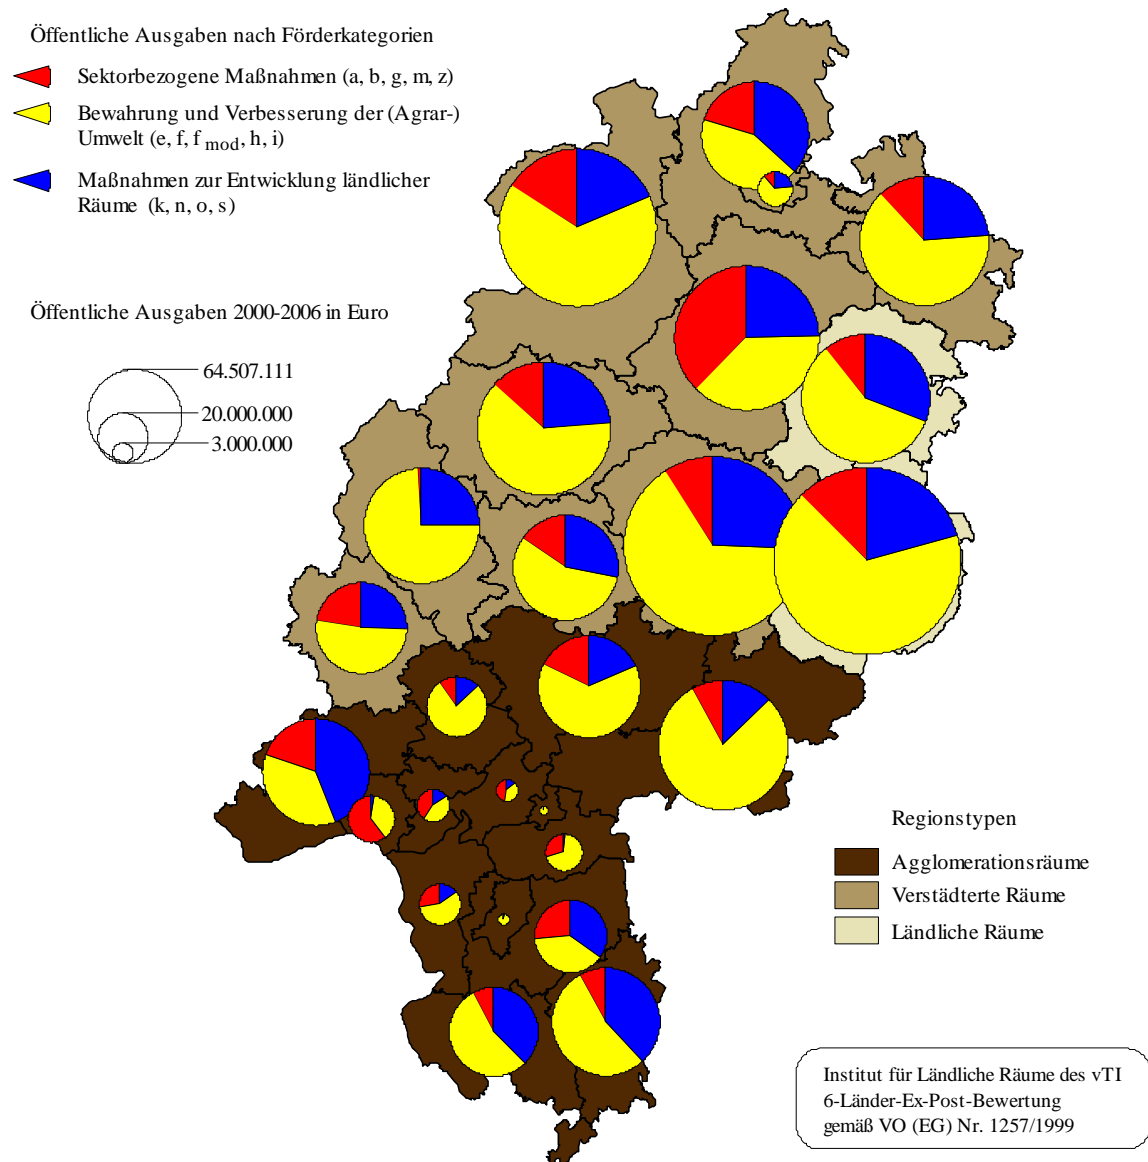 Öffentliche Ausgaben nach Förderkategorien
Sektorbezogene Maßnahmen (a, b, g, m, z)
Bewahrung und Verbesserung der (Agrar-)
Umwelt (e, f, f mod, h, i)
Maßnahmen zur Entwicklung ländlicher
Räume (k, n, o, s)
Öffentliche Ausgaben 2000-2006 in Euro
64.507.111
20.000.000
3.000.000
Regionstypen
Agglomerationsräume
Verstädterte Räume
Ländliche Räume
Institut für Ländliche Räume des vTI
6-Länder-Ex-Post-Bewertung
gemäß VO (EG) Nr. 1257/1999